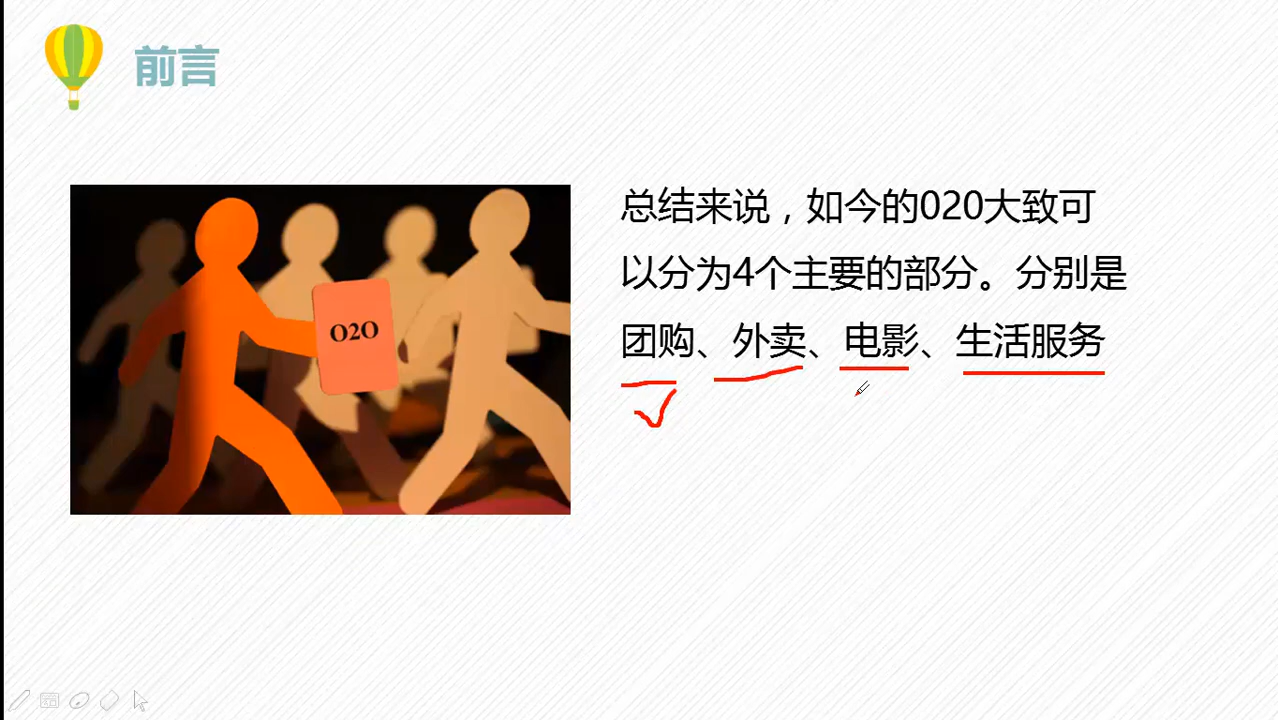 前言
总结来说，如今的020大致可
以分为4个主要的部分。分别是
团购、外卖、电影、生活服务
O2O